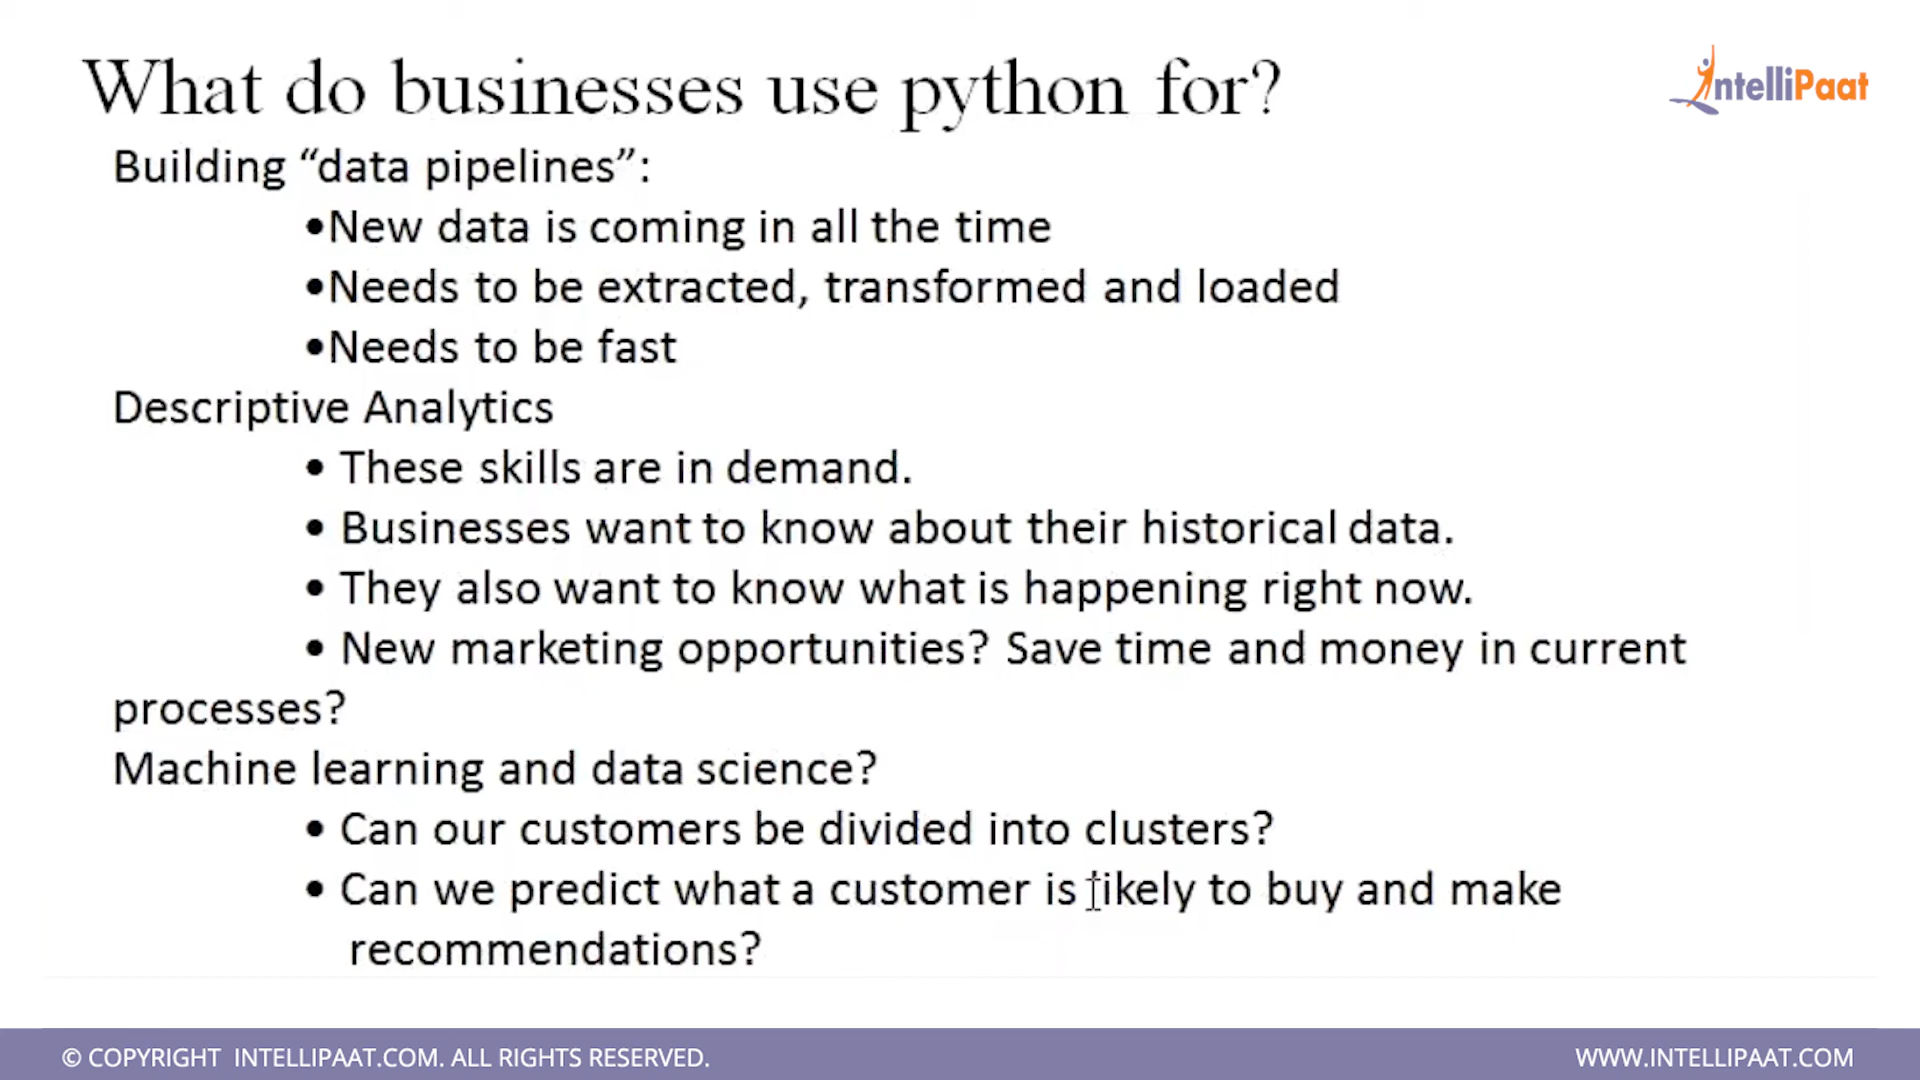 What do businesses use python for?
IntelliPaat
Building “data pipelines”:
•New data is coming in all the time
•Needs to be extracted, transformed and loaded
•Needs to be fast
Descriptive Analytics
• These skills are in demand.
• Businesses want to know about their historical data.
• They also want to know what is happening right now.
• New marketing opportunities? Save time and money in current
processes?
Machine learning and data science?
• Can our customers be divided into clusters?
• Can we predict what a customer is likely to buy and make
recommendations?
© COPYRIGHT INTELLIPAAT.COM. ALL RIGHTS RESERVED.
WWW.INTELLIPAAT.COM